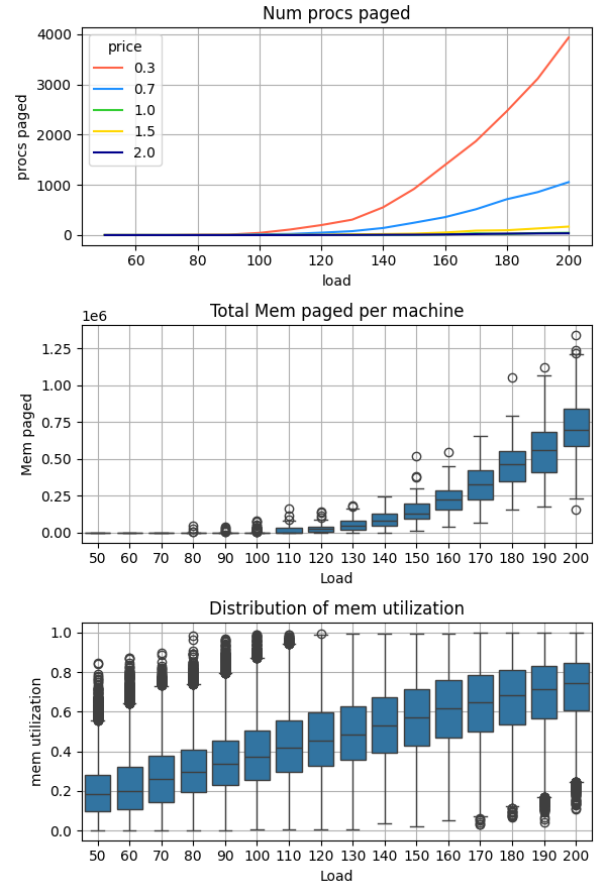 Num procs paged
4000
3000
2000
1000
0
procs paged
price
0.3
0.7
1.0
1.5
2.0
60 80 100 120 140 160 180 200
load
Total Mem paged per machine
1e6
1.25
1.00
0.75
0.50
0.25
0.00
Mem paged
50 60 70 80 90 100 110 120 130 140 150 160 170 180 190 200
Load
Distribution of mem utilization
1.0
0.8
0.6
0.4
0.2
0.0
mem utilization
50 60 70 80 90 100 110 120 130 140 150 160 170 180 190 200
Load